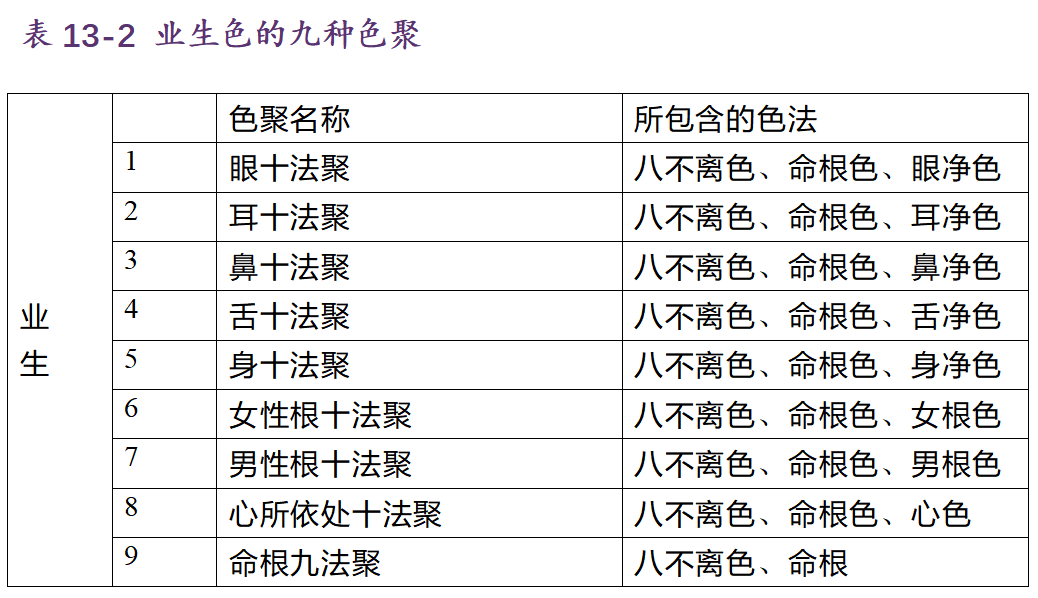 表 13-2 业生色的九种色聚
色聚名称 所包含的色法
1 眼十法聚 八不离色、命根色、眼净色
2 耳十法聚 八不离色、命根色、耳净色
3 鼻十法聚 八不离色、命根色、鼻净色
4 舌十法聚 八不离色、命根色、舌净色
业
生
5 身十法聚 八不离色、命根色、身净色
6 女性根十法聚 八不离色、命根色、女根色
7 男性根十法聚 八不离色、命根色、男根色
8 心所依处十法聚 八不离色、命根色、心色
9 命根九法聚 八不离色、命根